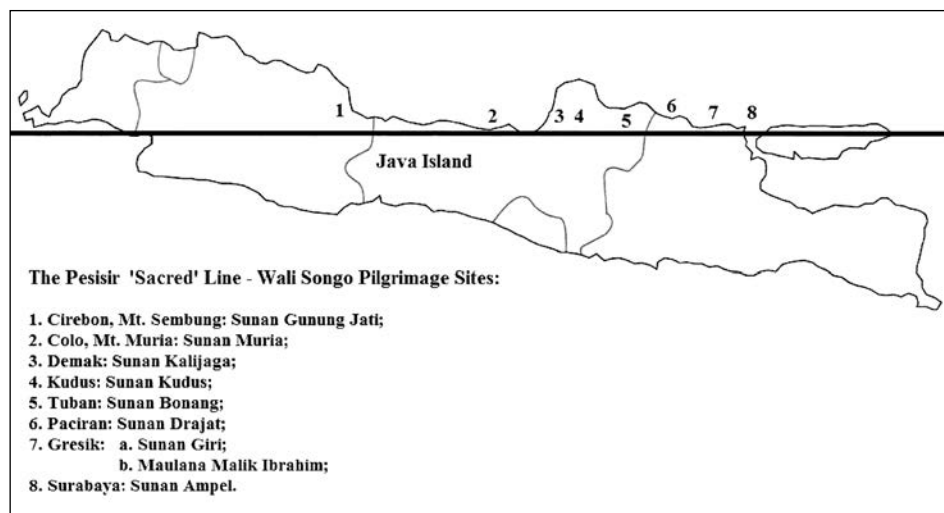 1 2 3 4 5 6 7 8
Java Island
The Pesisir 'Sacred' Line - Wali Songo Pilgrimage Sites:
1. Cirebon, Mt. Sembung: Sunan Gunung Jati;
2. Colo, Mt. Muria: Sunan Muria;
3. Demak: Sunan Kalijaga;
4. Kudus: Sunan Kudus;
5. Tuban: Sunan Bonang;
6. Paciran: Sunan Drajat;
7. Gresik: a. Sunan Giri;
b. Maulana Malik Ibrahim;
8. Surabaya: Sunan Ampel.